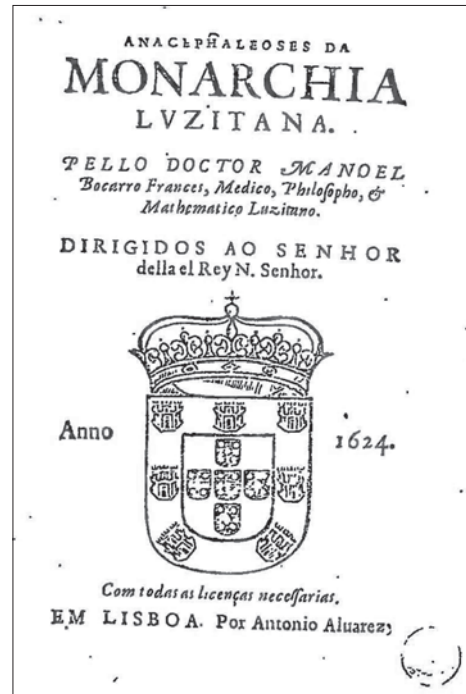 ANACEPHALEOSES DA
MONARCHIA
LVZITANA.
PELLO DOCTOR MANOEL
Bocarro Frances, Medico, Philoſopho, &
Mathematico Luzitano.
DIRIGIDOS AO SENHOR
della el Rey N. Senhor.
Anno 1624.
Com todas as licenças neceſſarias.
EM LISBOA. Por Antonio Aluarez;